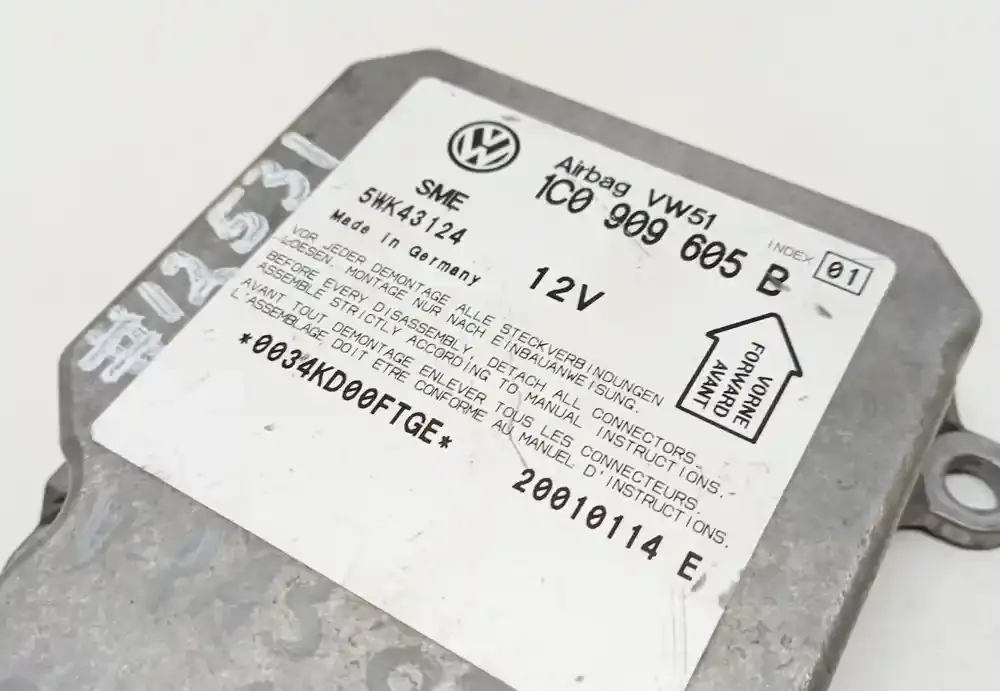 VW
Airbag VW51
1C0 909 605 B
INDEX 01
SME
5WK43124
Made in Germany
12V
VOR JEDER DEMONTAGE ALLE STECKVERBINDUNGEN
LOESEN. MONTAGE NUR NACH EINBAUANWEISUNG.
BEFORE EVERY DISASSEMBLY, DETACH ALL CONNECTORS.
ASSEMBLE STRICTLY ACCORDING TO MANUAL INSTRUCTIONS.
AVANT TOUT DEMONTAGE ENLEVER TOUS LES CONNECTEURS.
L'ASSEMBLAGE DOIT ETRE CONFORME AU MANUEL D'INSTRUCTIONS.
VORNE
FORWARD
AVANT
*0034KD00FTGE*
20010114 E
#12531